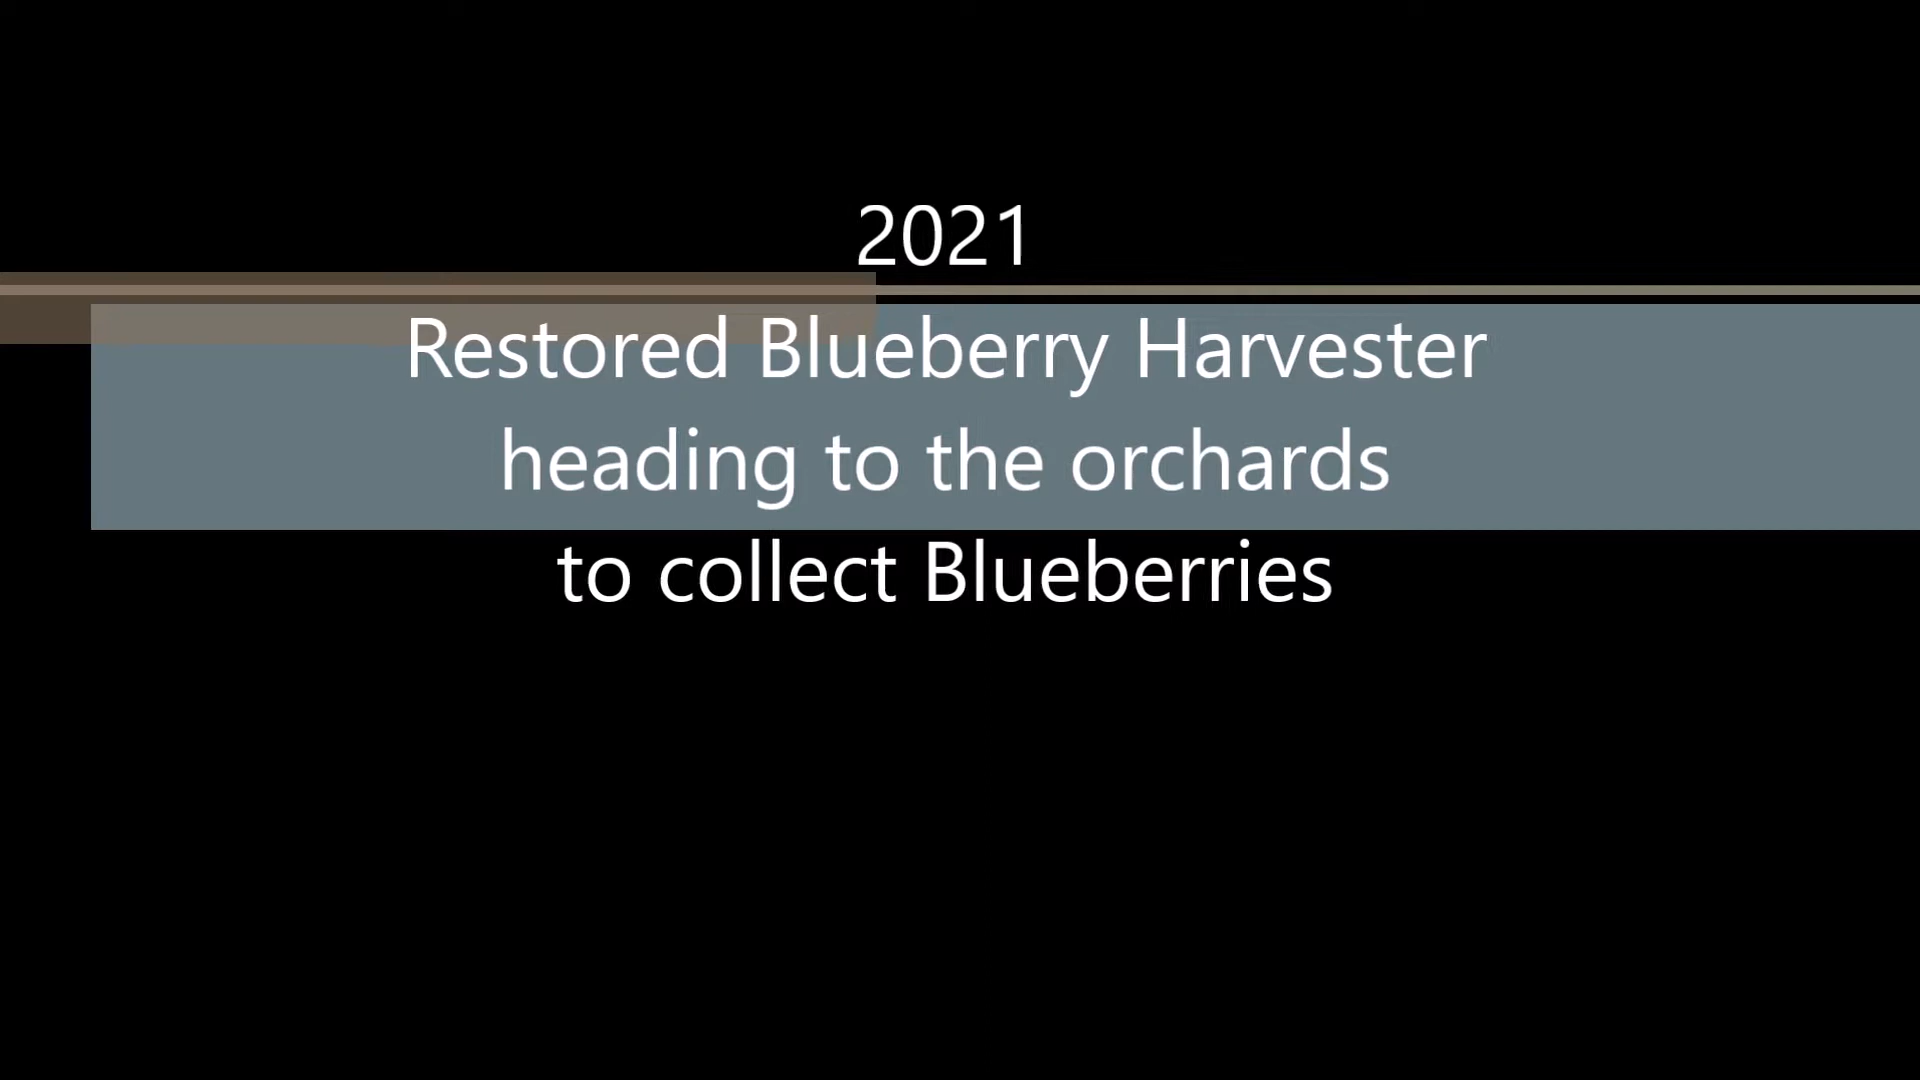 2021
Restored Blueberry Harvester
heading to the orchards
to collect Blueberries